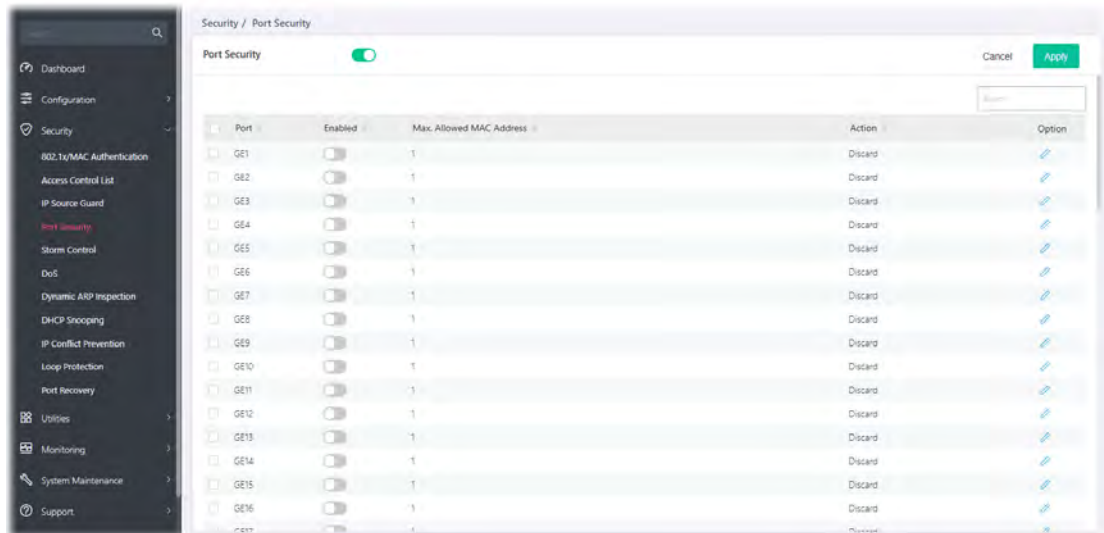 Security / Port Security
Port Security
Cancel
Apply
Dashboard
Configuration
Security
802.1x/MAC Authentication
Access Control List
IP Source Guard
Port Security
Storm Control
DoS
Dynamic ARP Inspection
DHCP Snooping
IP Conflict Prevention
Loop Protection
Port Recovery
Utilities
Monitoring
System Maintenance
Support
Port Enabled Max. Allowed MAC Address Action Option
GE1 1 Discard
GE2 1 Discard
GE3 1 Discard
GE4 1 Discard
GE5 1 Discard
GE6 1 Discard
GE7 1 Discard
GE8 1 Discard
GE9 1 Discard
GE10 1 Discard
GE11 1 Discard
GE12 1 Discard
GE13 1 Discard
GE14 1 Discard
GE15 1 Discard
GE16 1 Discard